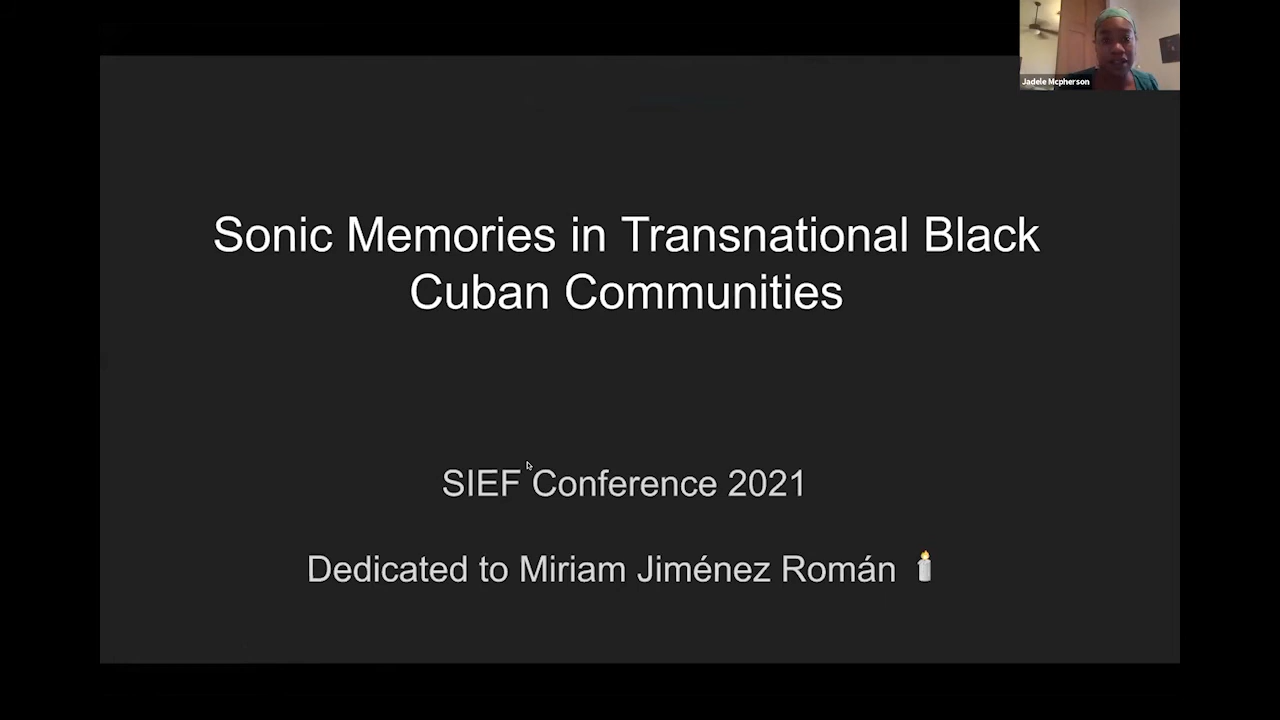 Jadele Mcpherson
Sonic Memories in Transnational Black
Cuban Communities
SIEF Conference 2021
Dedicated to Miriam Jiménez Román 🕯